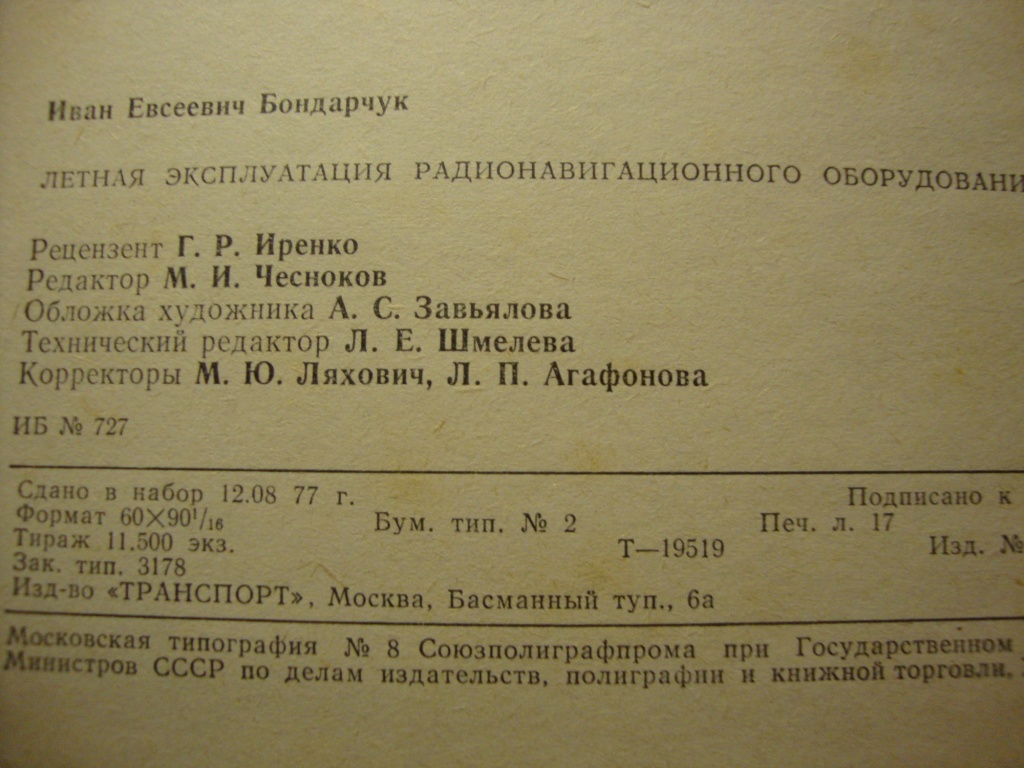 Иван Евсеевич Бондарчук
ЛЕТНАЯ ЭКСПЛУАТАЦИЯ РАДИОНАВИГАЦИОННОГО ОБОРУДОВАНИ
Рецензент Г. Р. Иренко
Редактор М. И. Чесноков
Обложка художника А. С. Завьялова
Технический редактор Л. Е. Шмелева
Корректоры М. Ю. Ляхович, Л. П. Агафонова
ИБ № 727
Сдано в набор 12.08 77 г. Подписано к
Формат 60×90¹/₁₆ Бум. тип. № 2 Печ. л. 17
Тираж 11.500 экз. Т—19519 Изд. №
Зак. тип. 3178
Изд-во «ТРАНСПОРТ», Москва, Басманный туп., 6а
Московская типография № 8 Союзполиграфпрома при Государственном
Министров СССР по делам издательств, полиграфии и книжной торговли.